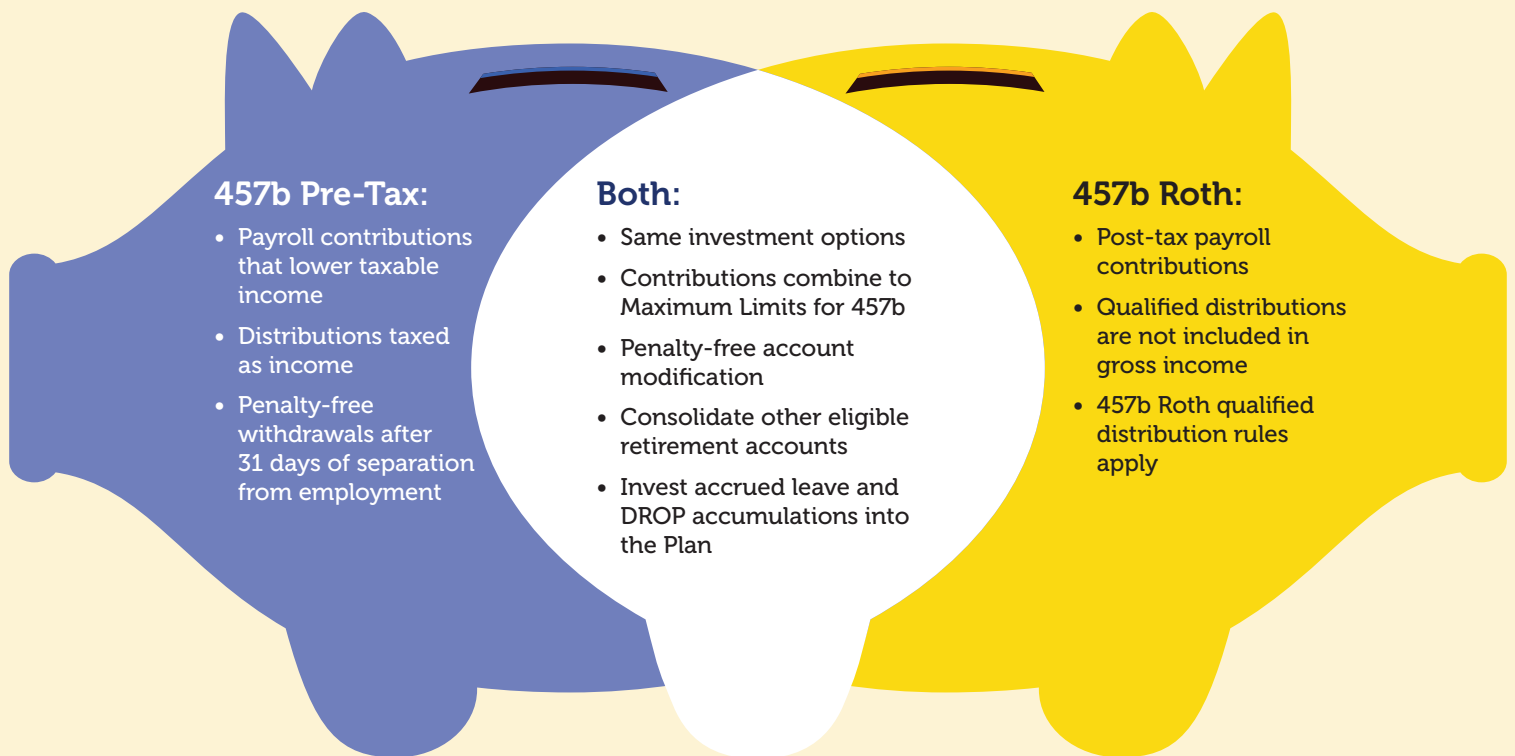 457b Pre-Tax:
• Payroll contributions
that lower taxable
income
• Distributions taxed
as income
• Penalty-free
withdrawals after
31 days of separation
from employment
Both:
• Same investment options
• Contributions combine to
Maximum Limits for 457b
• Penalty-free account
modification
• Consolidate other eligible
retirement accounts
• Invest accrued leave and
DROP accumulations into
the Plan
457b Roth:
• Post-tax payroll
contributions
• Qualified distributions
are not included in
gross income
• 457b Roth qualified
distribution rules
apply